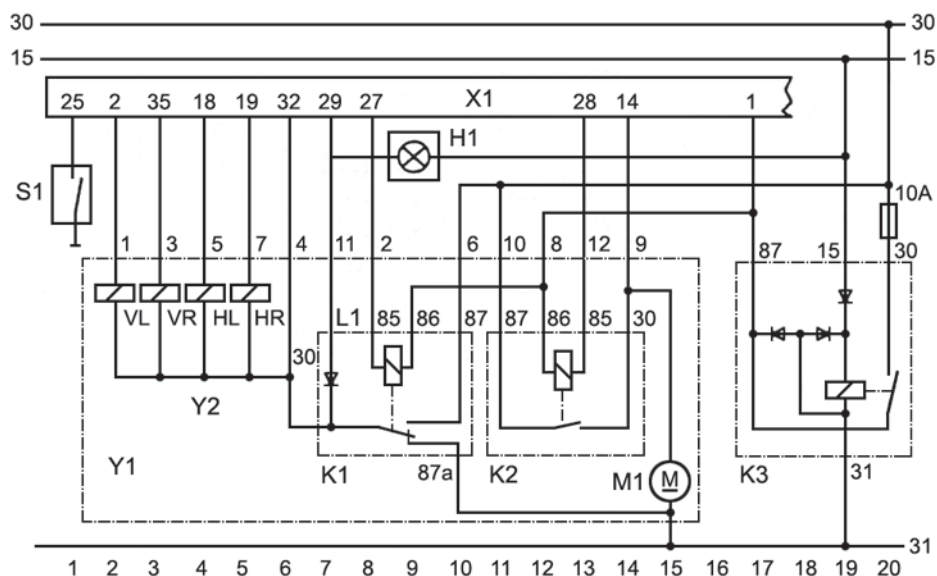 30 30
15 15
25 2 35 18 19 32 29 27 X1 28 14 1
H1
S1
10A
1 3 5 7 4 11 2 6 10 8 12 9 87 15 30
VL VR HL HR L1 85 86 87 87 86 85 30
30
Y2
Y1 K1 87a K2 M1 M K3 31
31
1 2 3 4 5 6 7 8 9 10 11 12 13 14 15 16 17 18 19 20